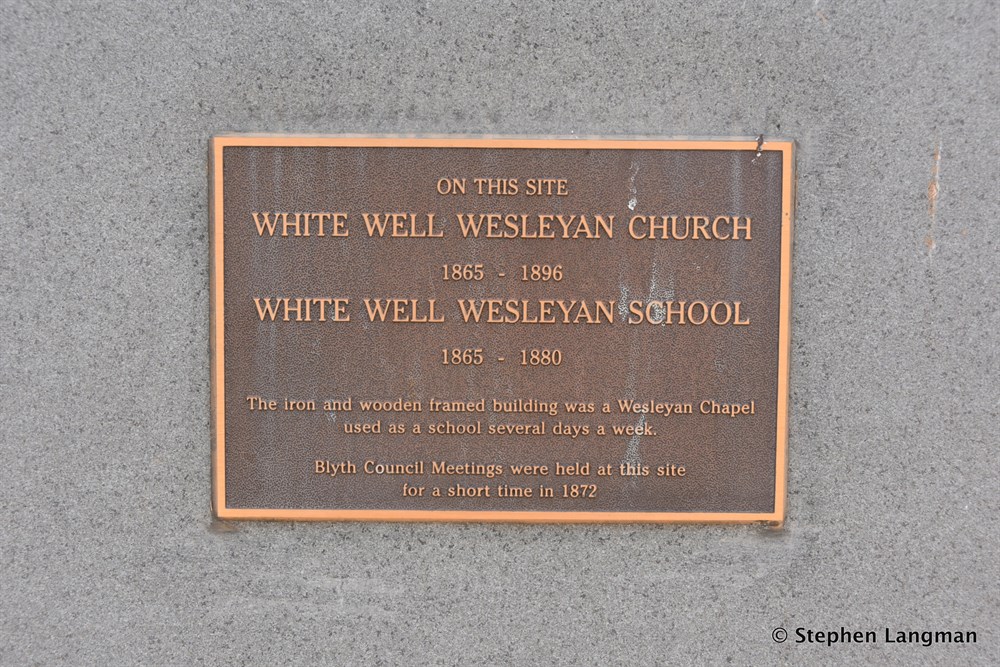 ON THIS SITE
WHITE WELL WESLEYAN CHURCH
1865 - 1896
WHITE WELL WESLEYAN SCHOOL
1865 - 1880
The iron and wooden framed building was a Wesleyan Chapel
used as a school several days a week.
Blyth Council Meetings were held at this site
for a short time in 1872
© Stephen Langman